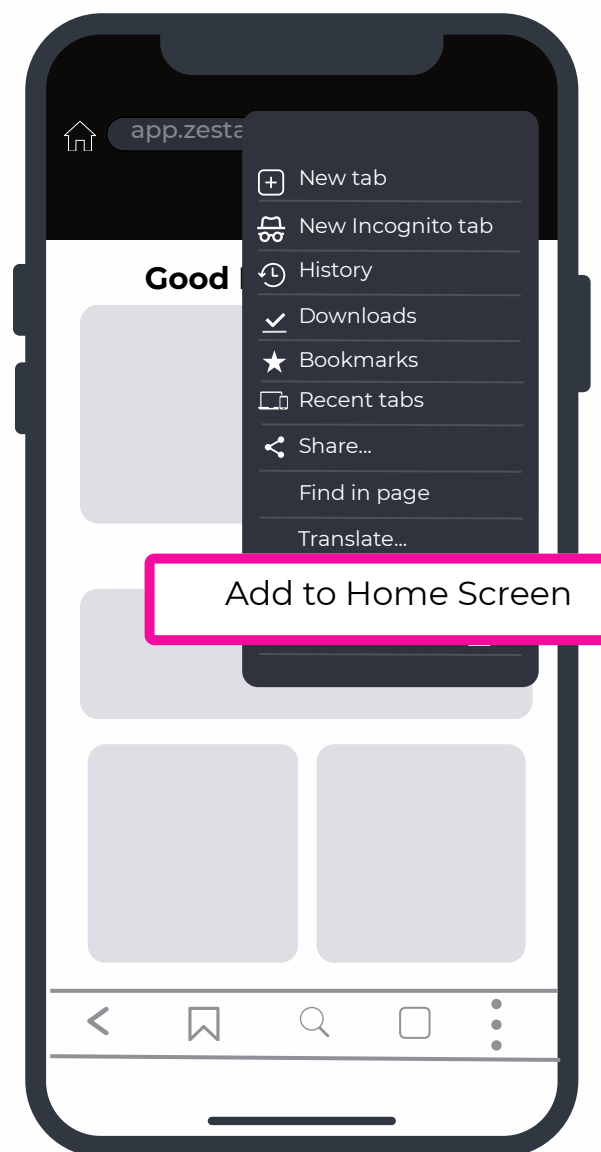 app.zesta
New tab
New Incognito tab
Good
History
Downloads
Bookmarks
Recent tabs
Share...
Find in page
Translate...
Add to Home Screen